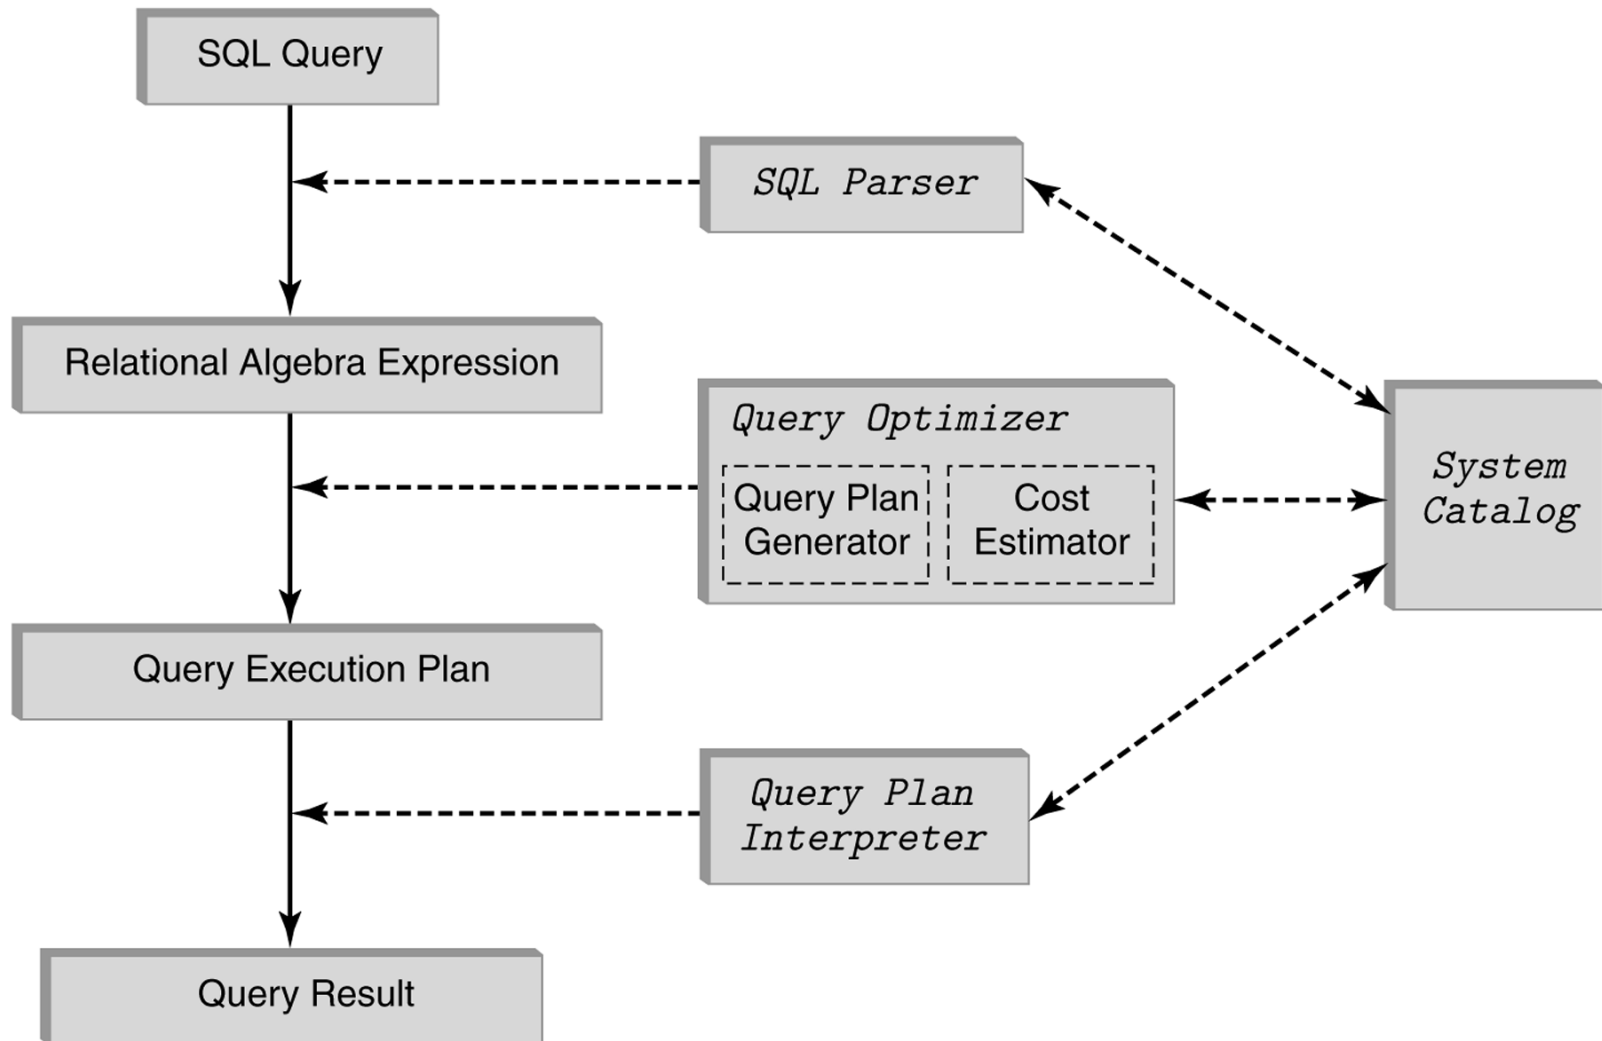 SQL Query
SQL Parser
Relational Algebra Expression
Query Optimizer
Query Plan
Generator
Cost
Estimator
System
Catalog
Query Execution Plan
Query Plan
Interpreter
Query Result